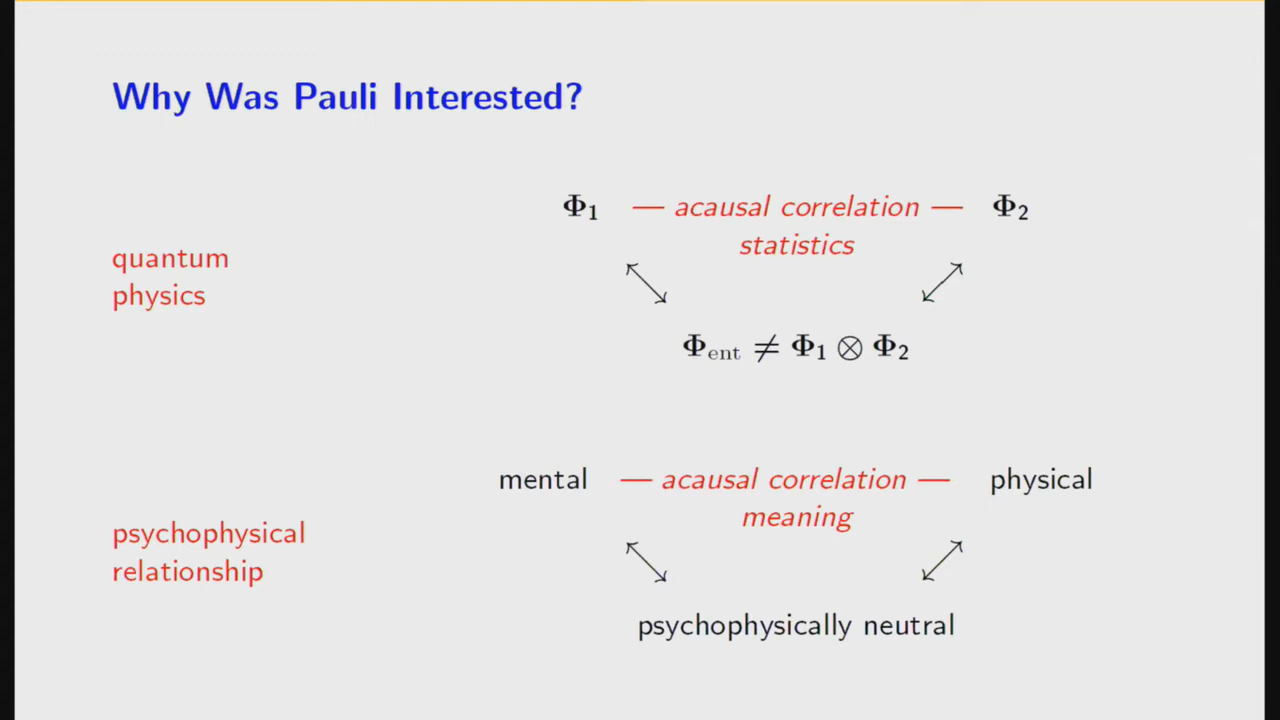 Why Was Pauli Interested?
Φ₁ — acausal correlation — Φ₂
statistics
quantum
physics
Φent ≠ Φ₁ ⊗ Φ₂
mental — acausal correlation — physical
meaning
psychophysical
relationship
psychophysically neutral